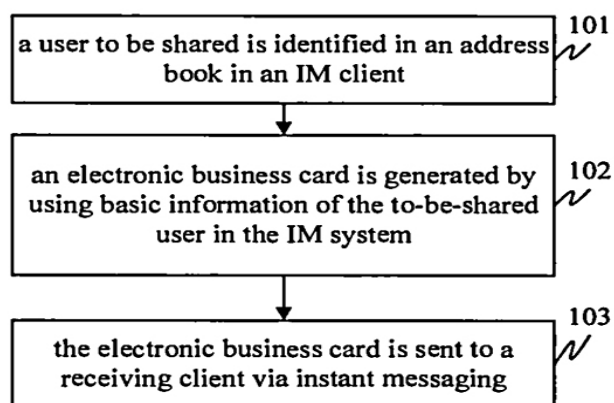 101
a user to be shared is identified in an address
book in an IM client
102
an electronic business card is generated by
using basic information of the to-be-shared
user in the IM system
103
the electronic business card is sent to a
receiving client via instant messaging